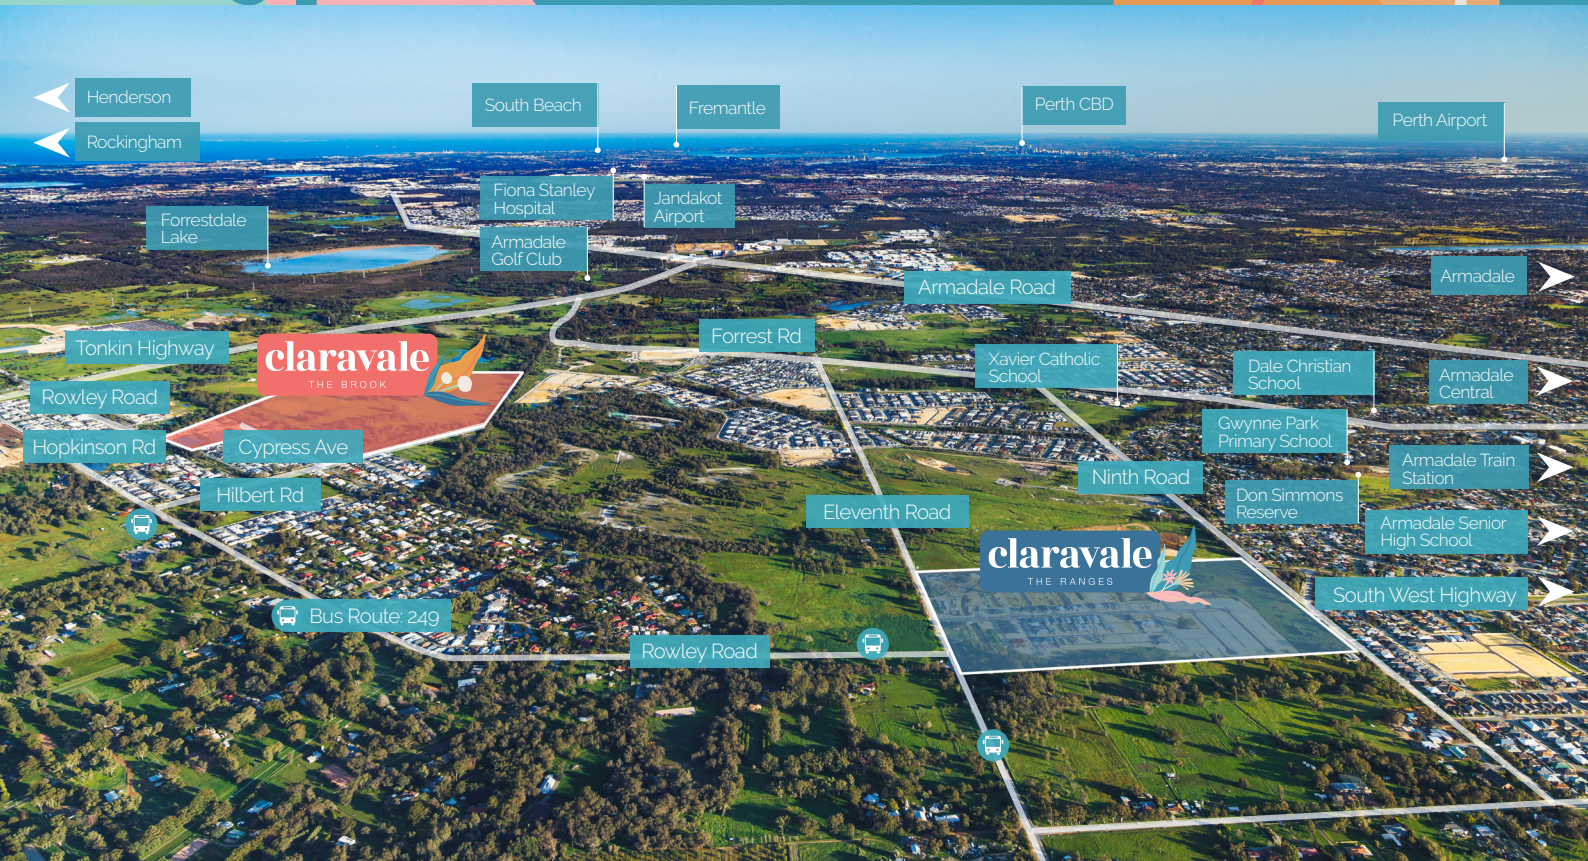 Henderson
Rockingham
South Beach
Fremantle
Perth CBD
Perth Airport
Fiona Stanley
Hospital
Jandakot
Airport
Forrestdale
Lake
Armadale
Golf Club
Armadale Road
Armadale
Tonkin Highway
claravale
THE BROOK
Forrest Rd
Xavier Catholic
School
Dale Christian
School
Armadale
Central
Rowley Road
Hopkinson Rd
Cypress Ave
Gwynne Park
Primary School
Hilbert Rd
Ninth Road
Armadale Train
Station
Eleventh Road
Don Simmons
Reserve
Armadale Senior
High School
claravale
THE RANGES
South West Highway
Bus Route: 249
Rowley Road